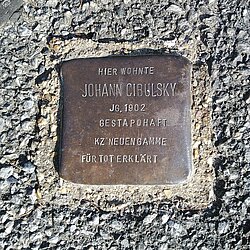 HIER WOHNTE
JOHANN CIBULSKY
JG. 1902
GESTAPOHAFT
KZ NEUENGAMME
FÜR TOT ERKLÄRT